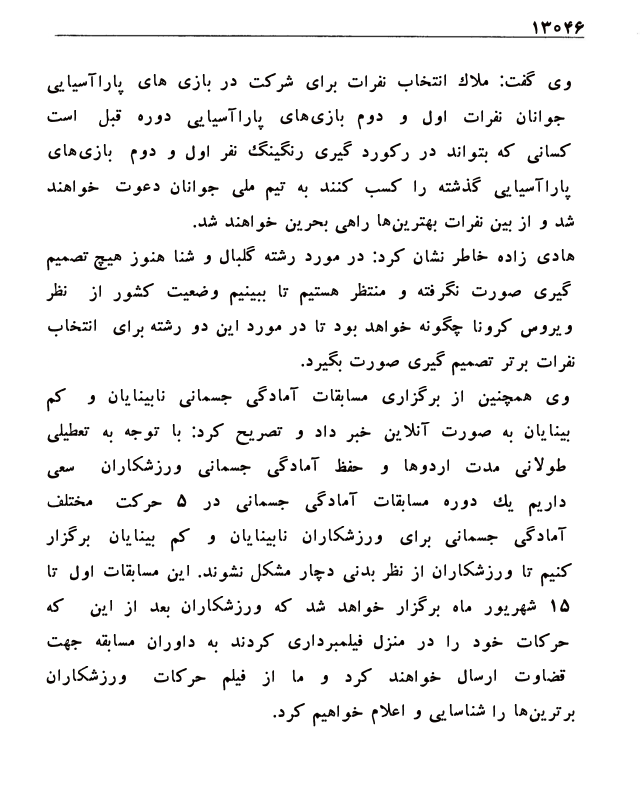 ۱۳۰۴۶
وی گفت: ملاك انتخاب نفرات برای شرکت در بازی های پاراآسیایی
جوانان نفرات اول و دوم بازی‌های پاراآسیایی دوره قبل است
کسانی که بتواند در رکورد گیری رنگینگ نفر اول و دوم بازی‌های
پاراآسیایی گذشته را کسب کنند به تیم ملی جوانان دعوت خواهند
شد و از بین نفرات بهترین‌ها راهی بحرین خواهند شد.
هادی زاده خاطر نشان کرد: در مورد رشته گلبال و شنا هنوز هیچ تصمیم
گیری صورت نگرفته و منتظر هستیم تا ببینیم وضعیت کشور از نظر
ویروس کرونا چگونه خواهد بود تا در مورد این دو رشته برای انتخاب
نفرات برتر تصمیم گیری صورت بگیرد.
وی همچنین از برگزاری مسابقات آمادگی جسمانی نابینایان و کم
بینایان به صورت آنلاین خبر داد و تصریح کرد: با توجه به تعطیلی
طولانی مدت اردوها و حفظ آمادگی جسمانی ورزشکاران سعی
داریم یك دوره مسابقات آمادگی جسمانی در ۵ حرکت مختلف
آمادگی جسمانی برای ورزشکاران نابینایان و کم بینایان برگزار
کنیم تا ورزشکاران از نظر بدنی دچار مشکل نشوند. این مسابقات اول تا
۱۵ شهریور ماه برگزار خواهد شد که ورزشکاران بعد از این که
حرکات خود را در منزل فیلمبرداری کردند به داوران مسابقه جهت
قضاوت ارسال خواهند کرد و ما از فیلم حرکات ورزشکاران
برترین‌ها را شناسایی و اعلام خواهیم کرد.